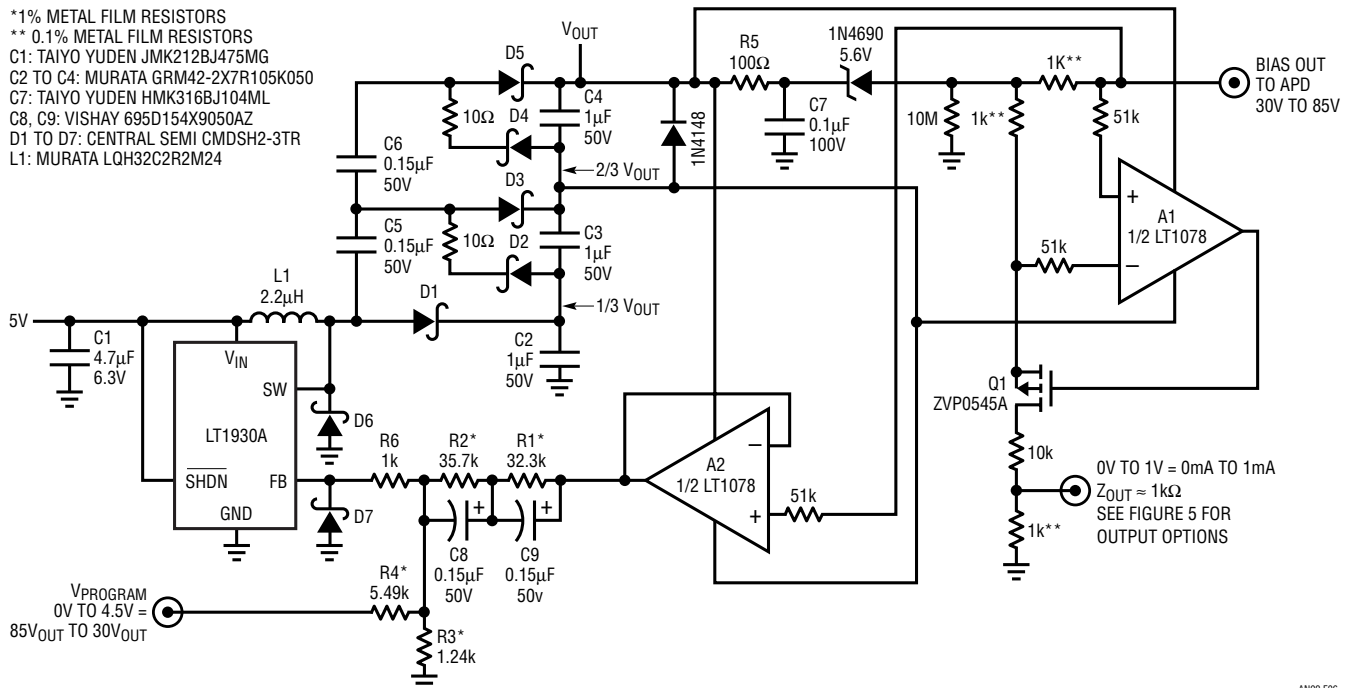 *1% METAL FILM RESISTORS
** 0.1% METAL FILM RESISTORS
C1: TAIYO YUDEN JMK212BJ475MG
C2 TO C4: MURATA GRM42-2X7R105K050
C7: TAIYO YUDEN HMK316BJ104ML
C8, C9: VISHAY 695D154X9050AZ
D1 TO D7: CENTRAL SEMI CMDSH2-3TR
L1: MURATA LQH32C2R2M24
VOUT
D5
10Ω
D4
C4
1µF
50V
C6
0.15µF
50V
2/3 VOUT
D3
C5
0.15µF
50V
10Ω
D2
C3
1µF
50V
1/3 VOUT
L1
2.2µH
D1
5V
C1
4.7µF
6.3V
C2
1µF
50V
VIN
SW
LT1930A
SHDN
FB
GND
D6
D7
R6
1k
R2*
35.7k
R1*
32.3k
C8
0.15µF
50V
C9
0.15µF
50v
R4*
5.49k
R3*
1.24k
VPROGRAM
0V TO 4.5V =
85VOUT TO 30VOUT
1N4148
R5
100Ω
1N4690
5.6V
C7
0.1µF
100V
10M
1k**
1K**
51k
BIAS OUT
TO APD
30V TO 85V
+
A1
1/2 LT1078
−
51k
Q1
ZVP0545A
10k
1k**
0V TO 1V = 0mA TO 1mA
ZOUT ≈ 1kΩ
SEE FIGURE 5 FOR
OUTPUT OPTIONS
−
A2
1/2 LT1078
+
51k
+
+